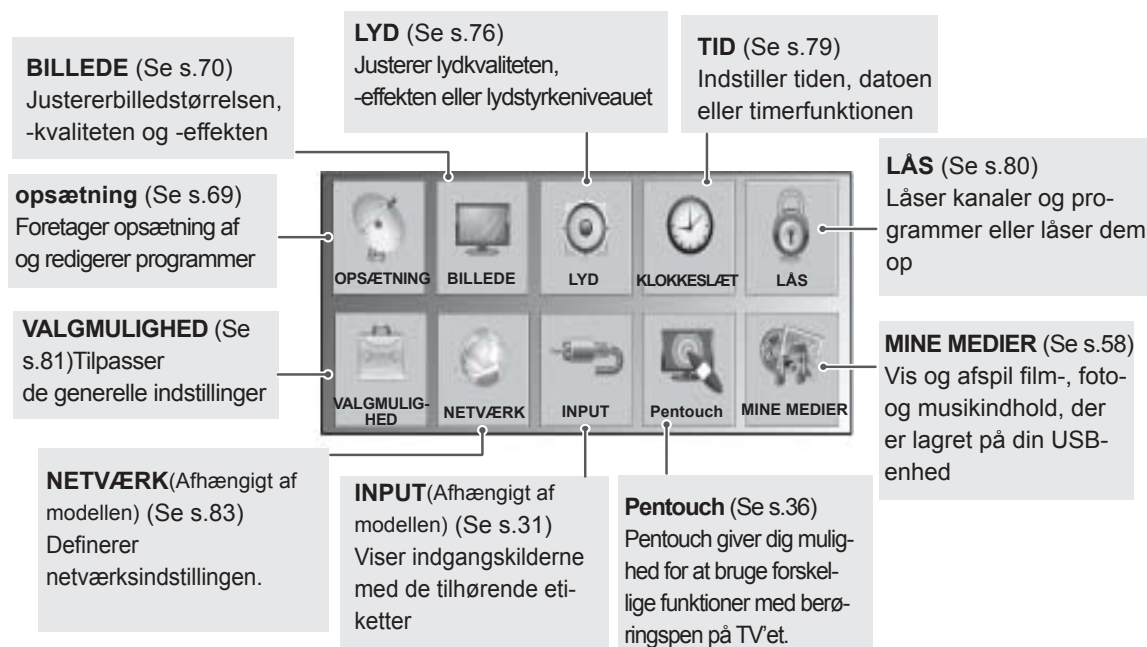 BILLEDE (Se s.70)
Justererbilledstørrelsen,
-kvaliteten og -effekten
LYD (Se s.76)
Justerer lydkvaliteten,
-effekten eller lydstyrkeniveauet
TID (Se s.79)
Indstiller tiden, datoen
eller timerfunktionen
opsætning (Se s.69)
Foretager opsætning af
og redigerer programmer
LÅS (Se s.80)
Låser kanaler og pro-
grammer eller låser dem
op
OPSÆTNING
BILLEDE
LYD
KLOKKESLÆT
LÅS
VALGMULIG-
HED
NETVÆRK
INPUT
Pentouch
MINE MEDIER
VALGMULIGHED (Se
s.81)Tilpasser
de generelle indstillinger
MINE MEDIER (Se s.58)
Vis og afspil film-, foto-
og musikindhold, der
er lagret på din USB-
enhed
NETVÆRK(Afhængigt af
modellen) (Se s.83)
Definerer
netværksindstillingen.
INPUT(Afhængigt af
modellen) (Se s.31)
Viser indgangskilderne
med de tilhørende eti-
ketter
Pentouch (Se s.36)
Pentouch giver dig mulig-
hed for at bruge forskel-
lige funktioner med berø-
ringspen på TV'et.